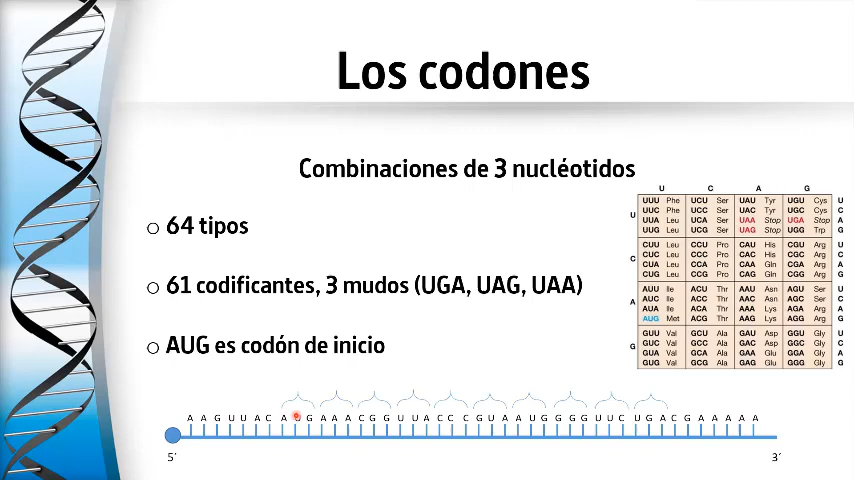 Los codones
Combinaciones de 3 nucléotidos
o 64 tipos
o 61 codificantes, 3 mudos (UGA, UAG, UAA)
o AUG es codón de inicio
U C A G
U
UUU Phe UCU Ser UAU Tyr UGU Cys U
UUC Phe UCC Ser UAC Tyr UGC Cys C
UUA Leu UCA Ser UAA Stop UGA Stop A
UUG Leu UCG Ser UAG Stop UGG Trp G
C
CUU Leu CCU Pro CAU His CGU Arg U
CUC Leu CCC Pro CAC His CGC Arg C
CUA Leu CCA Pro CAA Gln CGA Arg A
CUG Leu CCG Pro CAG Gln CGG Arg G
A
AUU Ile ACU Thr AAU Asn AGU Ser U
AUC Ile ACC Thr AAC Asn AGC Ser C
AUA Ile ACA Thr AAA Lys AGA Arg A
AUG Met ACG Thr AAG Lys AGG Arg G
G
GUU Val GCU Ala GAU Asp GGU Gly U
GUC Val GCC Ala GAC Asp GGC Gly C
GUA Val GCA Ala GAA Glu GGA Gly A
GUG Val GCG Ala GAG Glu GGG Gly G
A A G U U A C A U G A A A C G G U U A C C C G U A A U G G G G U U C U G A C G A A A A A
5´ 3´